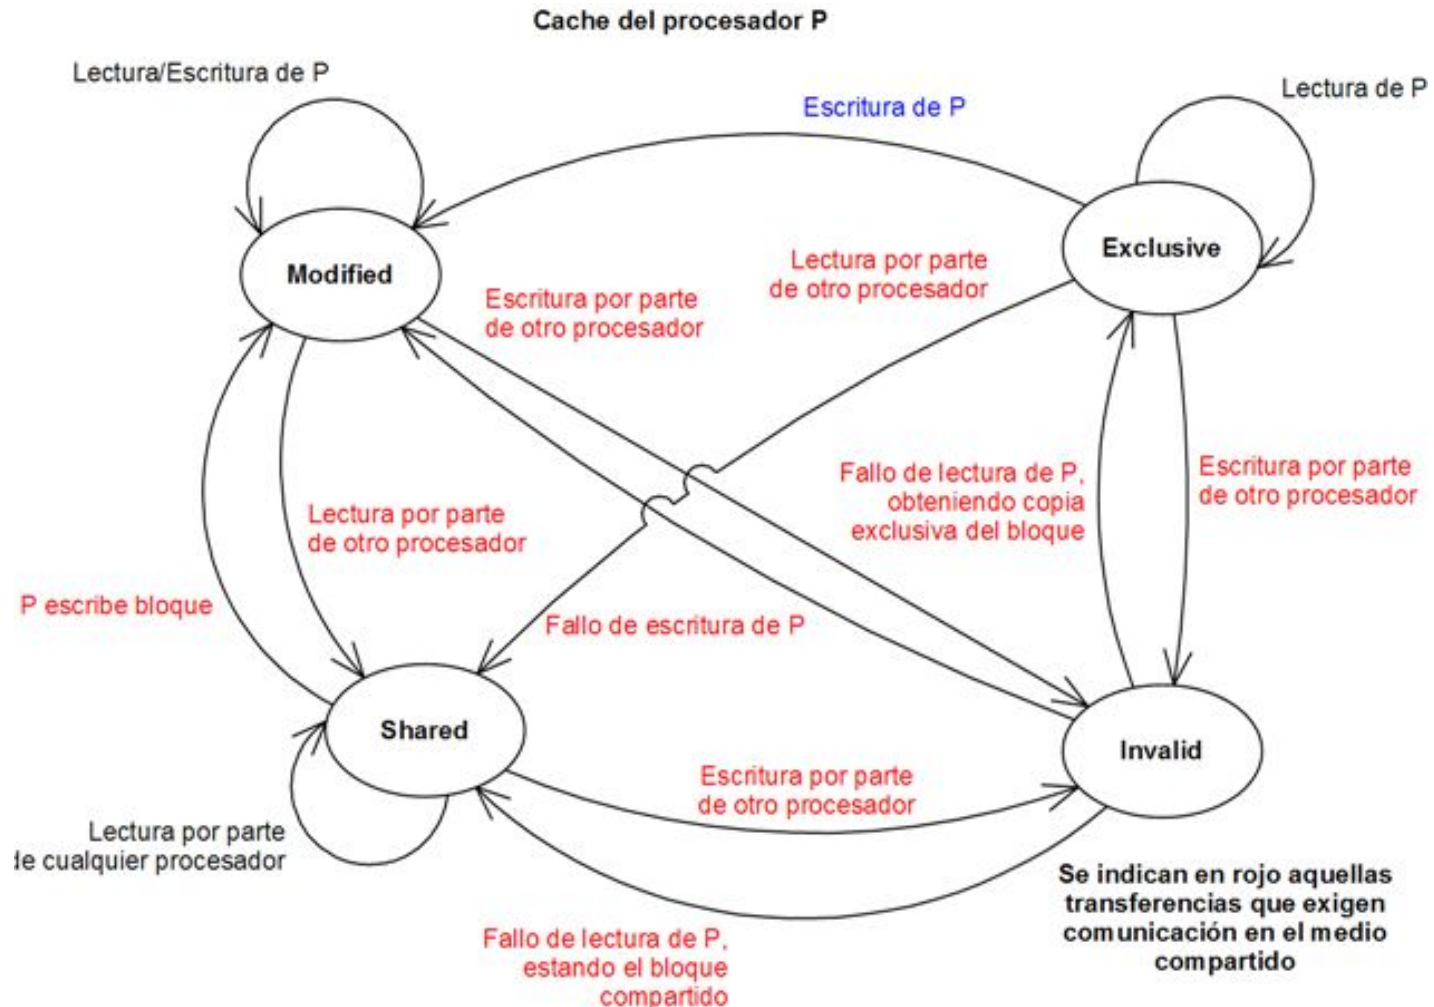 Cache del procesador P
Lectura/Escritura de P
Escritura de P
Lectura de P
Modified
Exclusive
Escritura por parte
de otro procesador
Lectura por parte
de otro procesador
Lectura por parte
de otro procesador
Fallo de lectura de P,
obteniendo copia
exclusiva del bloque
Escritura por parte
de otro procesador
P escribe bloque
Fallo de escritura de P
Shared
Invalid
Escritura por parte
de otro procesador
Lectura por parte
de cualquier procesador
Fallo de lectura de P,
estando el bloque
compartido
Se indican en rojo aquellas
transferencias que exigen
comunicación en el medio
compartido